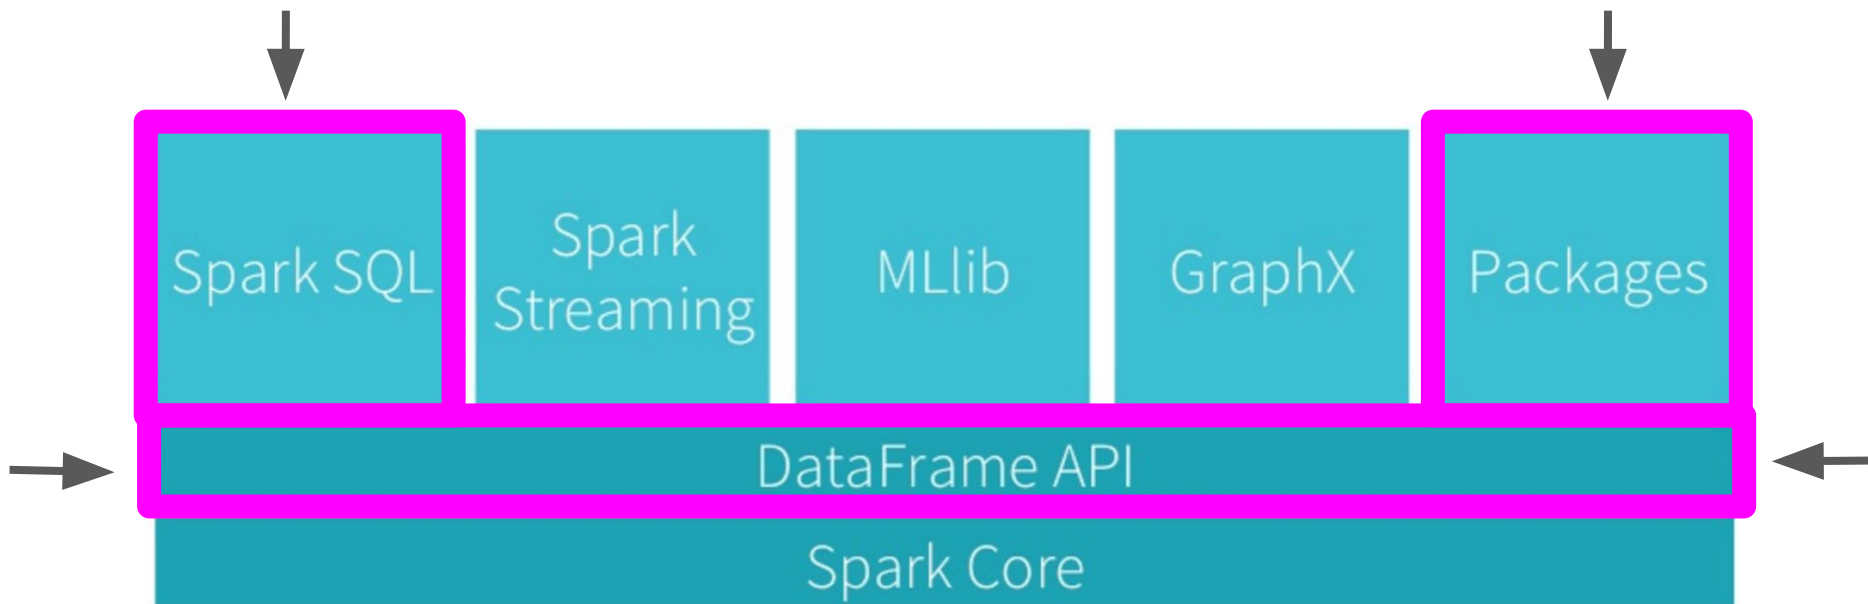 Spark SQL
Spark
Streaming
MLlib
GraphX
Packages
DataFrame API
Spark Core